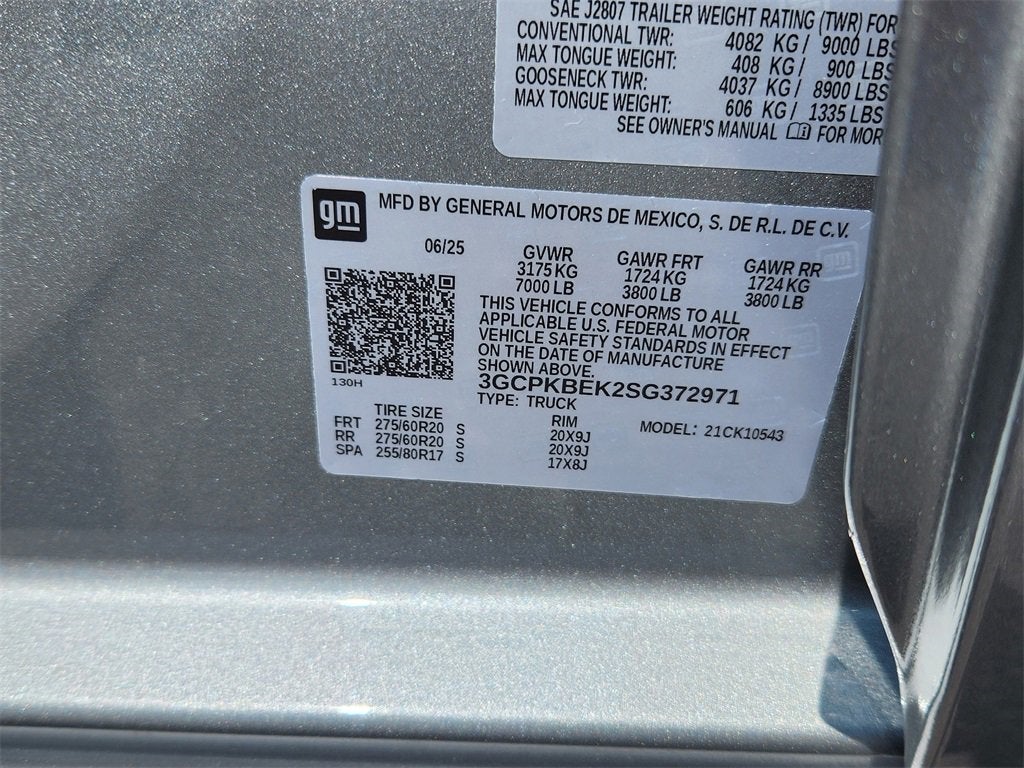 SAE J2807 TRAILER WEIGHT RATING (TWR) FOR
CONVENTIONAL TWR: 4082 KG/ 9000 LBS
MAX TONGUE WEIGHT: 408 KG/ 900 LBS
GOOSENECK TWR: 4037 KG/ 8900 LBS
MAX TONGUE WEIGHT: 606 KG/ 1335 LBS
SEE OWNER'S MANUAL FOR MOR
gm MFD BY GENERAL MOTORS DE MEXICO, S. DE R.L. DE C.V.
06/25 GVWR GAWR FRT GAWR RR
3175 KG 1724 KG 1724 KG
7000 LB 3800 LB 3800 LB
THIS VEHICLE CONFORMS TO ALL
APPLICABLE U.S. FEDERAL MOTOR
VEHICLE SAFETY STANDARDS IN EFFECT
ON THE DATE OF MANUFACTURE
SHOWN ABOVE.
130H 3GCPKBEK2SG372971
TYPE: TRUCK
TIRE SIZE RIM MODEL: 21CK10543
FRT 275/60R20 S 20X9J
RR 275/60R20 S 20X9J
SPA 255/80R17 S 17X8J